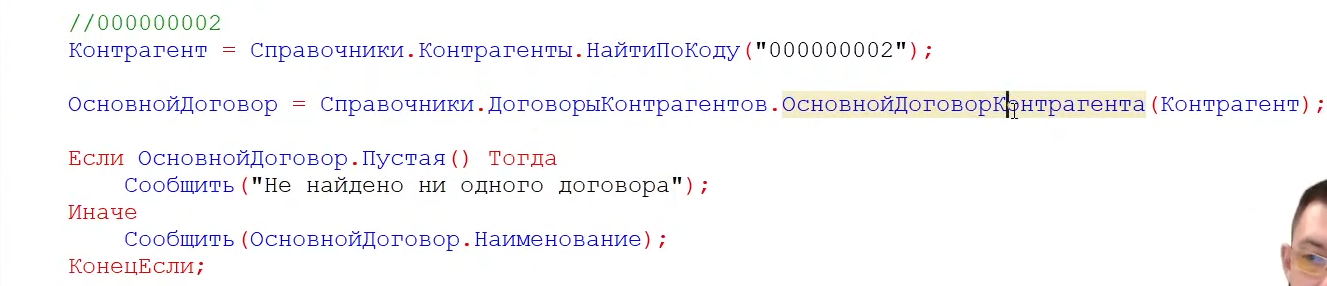 //000000002
Контрагент = Справочники.Контрагенты.НайтиПоКоду("000000002");
ОсновнойДоговор = Справочники.ДоговорыКонтрагентов.ОсновнойДоговорКонтрагента(Контрагент);
Если ОсновнойДоговор.Пустая() Тогда
Сообщить("Не найдено ни одного договора");
Иначе
Сообщить(ОсновнойДоговор.Наименование);
КонецЕсли;